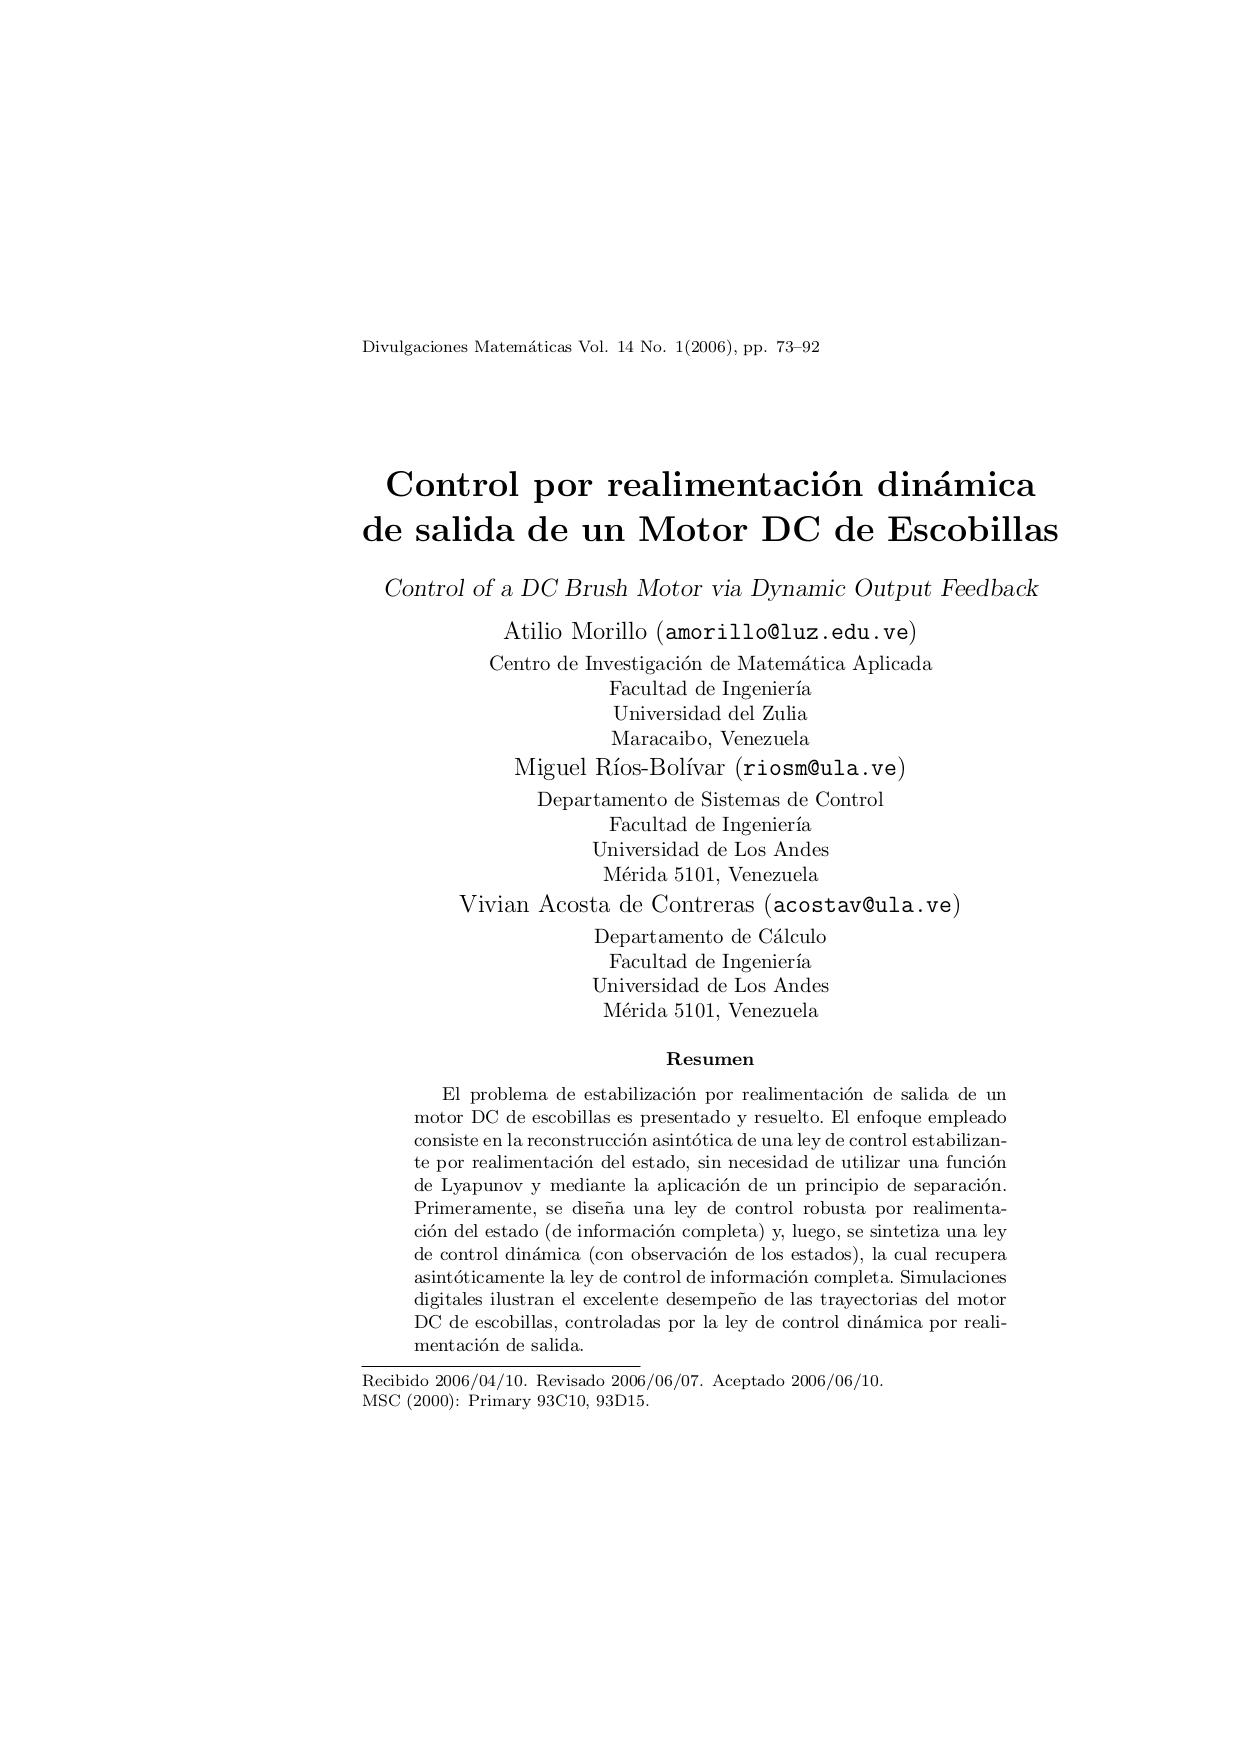 Divulgaciones Matemáticas Vol. 14 No. 1(2006), pp. 73–92
Control por realimentación dinámica
de salida de un Motor DC de Escobillas
Control of a DC Brush Motor via Dynamic Output Feedback
Atilio Morillo (amorillo@luz.edu.ve)
Centro de Investigación de Matemática Aplicada
Facultad de Ingeniería
Universidad del Zulia
Maracaibo, Venezuela
Miguel Ríos-Bolívar (riosm@ula.ve)
Departamento de Sistemas de Control
Facultad de Ingeniería
Universidad de Los Andes
Mérida 5101, Venezuela
Vivian Acosta de Contreras (acostav@ula.ve)
Departamento de Cálculo
Facultad de Ingeniería
Universidad de Los Andes
Mérida 5101, Venezuela
Resumen
El problema de estabilización por realimentación de salida de un
motor DC de escobillas es presentado y resuelto. El enfoque empleado
consiste en la reconstrucción asintótica de una ley de control estabilizan-
te por realimentación del estado, sin necesidad de utilizar una función
de Lyapunov y mediante la aplicación de un principio de separación.
Primeramente, se diseña una ley de control robusta por realimenta-
ción del estado (de información completa) y, luego, se sintetiza una ley
de control dinámica (con observación de los estados), la cual recupera
asintóticamente la ley de control de información completa. Simulaciones
digitales ilustran el excelente desempeño de las trayectorias del motor
DC de escobillas, controladas por la ley de control dinámica por reali-
mentación de salida.
Recibido 2006/04/10. Revisado 2006/06/07. Aceptado 2006/06/10.
MSC (2000): Primary 93C10, 93D15.